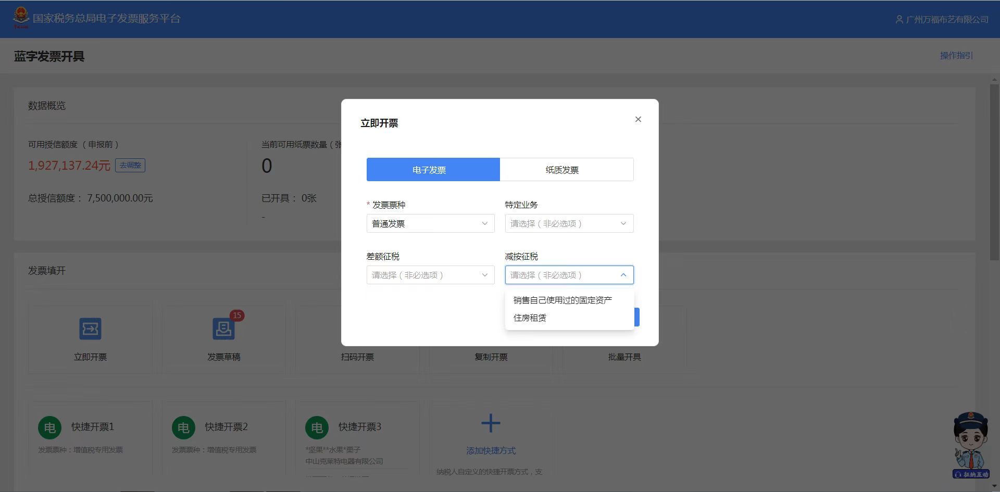 国家税务总局电子发票服务平台
广州万福布艺有限公司
蓝字发票开具
操作指引
数据概览
可用授信额度（申报前）
1,927,137.24元 去调整
总授信额度： 7,500,000.00元
当前可用纸票数量（张
0
已开具： 0张
-
立即开票
电子发票
纸质发票
* 发票票种
普通发票
特定业务
请选择（非必选项）
差额征税
请选择（非必选项）
减按征税
请选择（非必选项）
销售自己使用过的固定资产
住房租赁
发票填开
立即开票
15
发票草稿
扫码开票
复制开票
批量开具
电 快捷开票1
发票票种：增值税专用发票
电 快捷开票2
发票票种：增值税专用发票
电 快捷开票3
*坚果**水果*栗子
中山克莱特电器有限公司
添加快捷方式
纳税人自定义的快捷开票方式，支
征纳互动